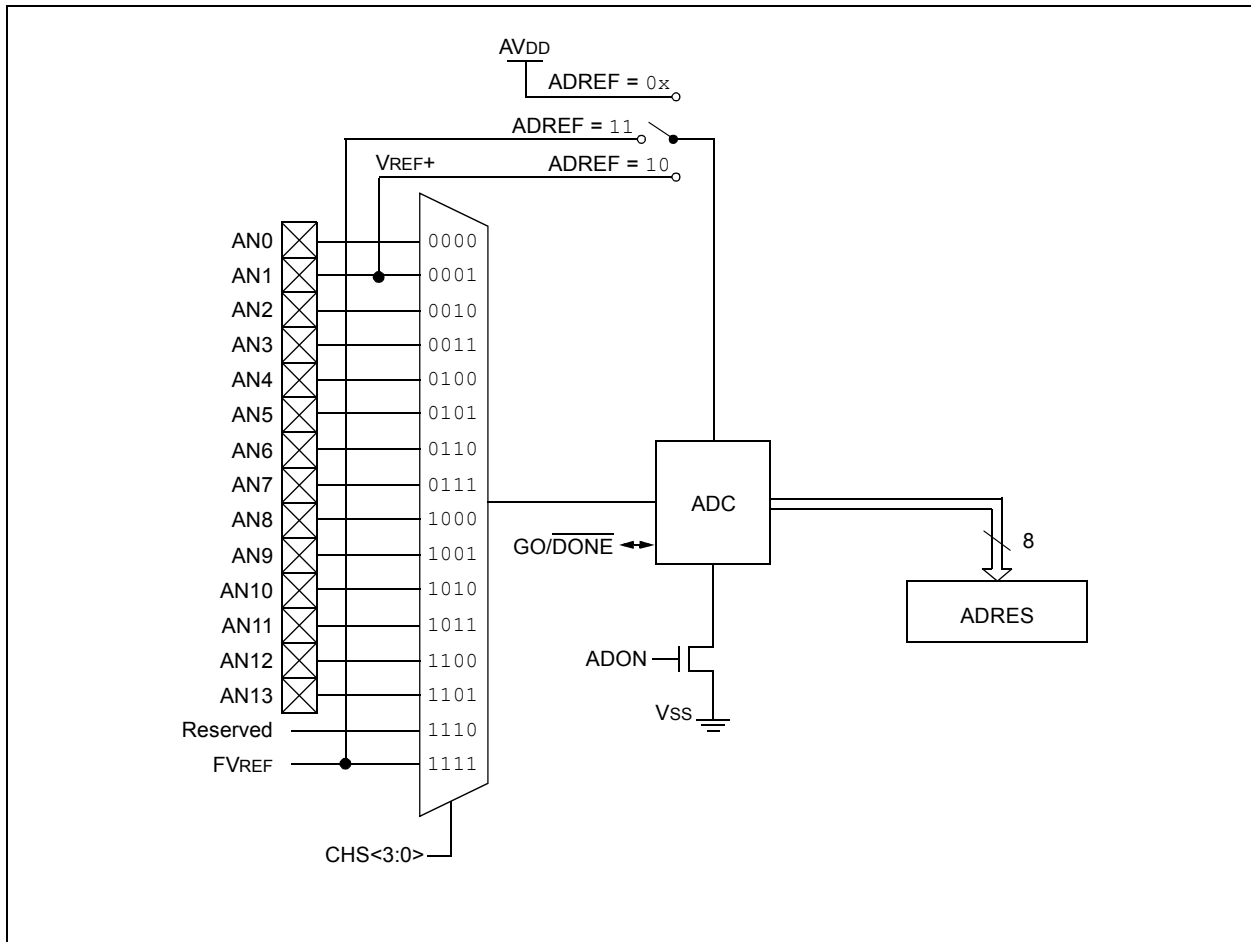 AVDD
ADREF = 0x
ADREF = 11
VREF+
ADREF = 10
AN0
0000
AN1
0001
AN2
0010
AN3
0011
AN4
0100
AN5
0101
AN6
0110
AN7
0111
AN8
1000
AN9
1001
AN10
1010
AN11
1011
AN12
1100
AN13
1101
Reserved
1110
FVREF
1111
CHS<3:0>
ADC
GO/DONE
8
ADRES
ADON
VSS